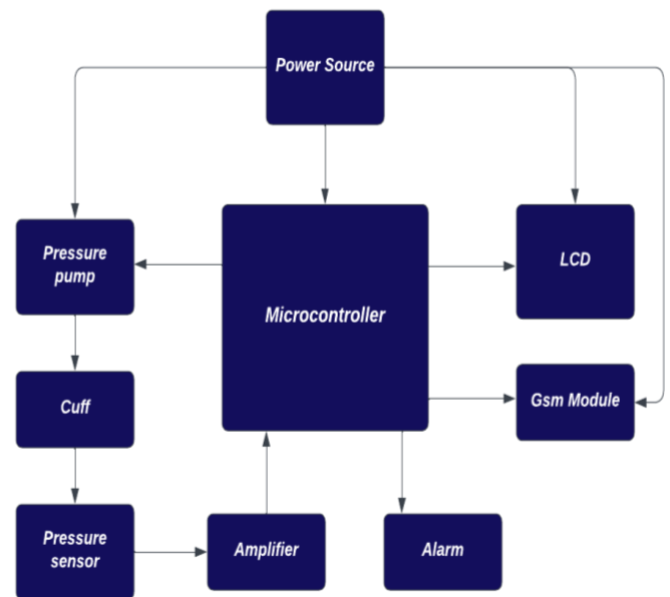 Power Source
Pressure
pump
Microcontroller
LCD
Cuff
Gsm Module
Pressure
sensor
Amplifier
Alarm